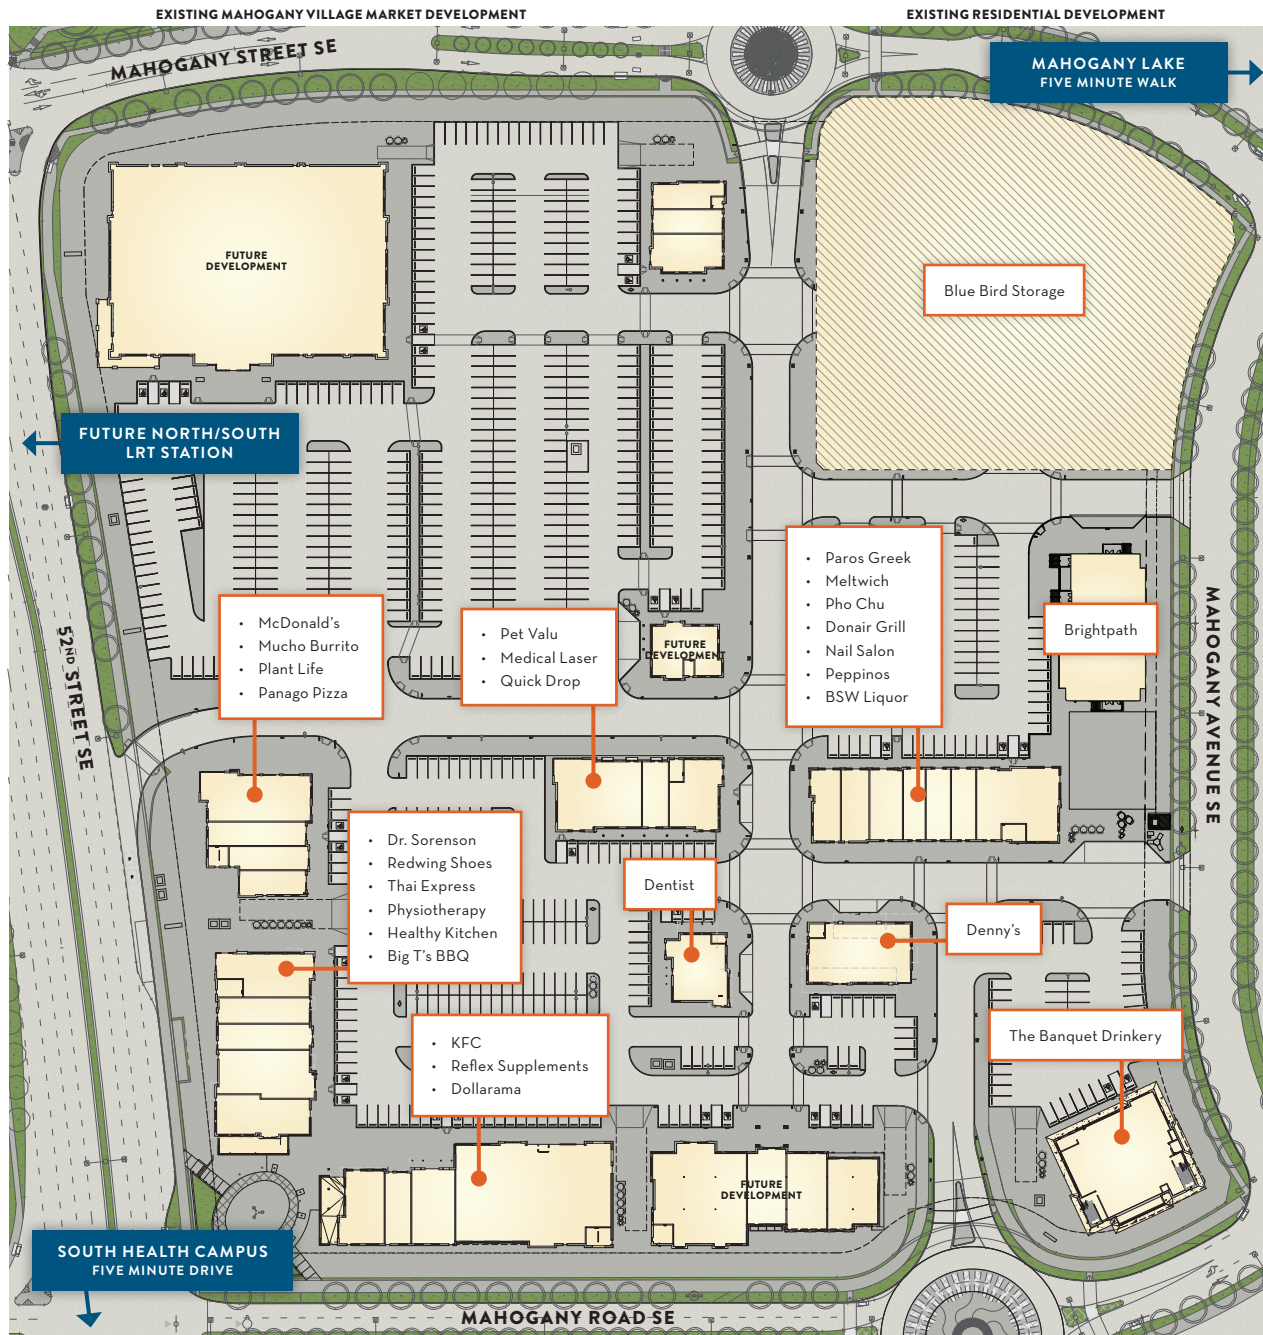 EXISTING MAHOGANY VILLAGE MARKET DEVELOPMENT
EXISTING RESIDENTIAL DEVELOPMENT
MAHOGANY STREET SE
MAHOGANY LAKE
FIVE MINUTE WALK
FUTURE
DEVELOPMENT
Blue Bird Storage
FUTURE NORTH/SOUTH
LRT STATION
• McDonald's
• Mucho Burrito
• Plant Life
• Panago Pizza
• Pet Valu
• Medical Laser
• Quick Drop
FUTURE
DEVELOPMENT
• Paros Greek
• Meltwich
• Pho Chu
• Donair Grill
• Nail Salon
• Peppinos
• BSW Liquor
Brightpath
MAHOGANY AVENUE SE
52ND STREET SE
• Dr. Sorenson
• Redwing Shoes
• Thai Express
• Physiotherapy
• Healthy Kitchen
• Big T's BBQ
Dentist
Denny's
• KFC
• Reflex Supplements
• Dollarama
The Banquet Drinkery
FUTURE
DEVELOPMENT
SOUTH HEALTH CAMPUS
FIVE MINUTE DRIVE
MAHOGANY ROAD SE